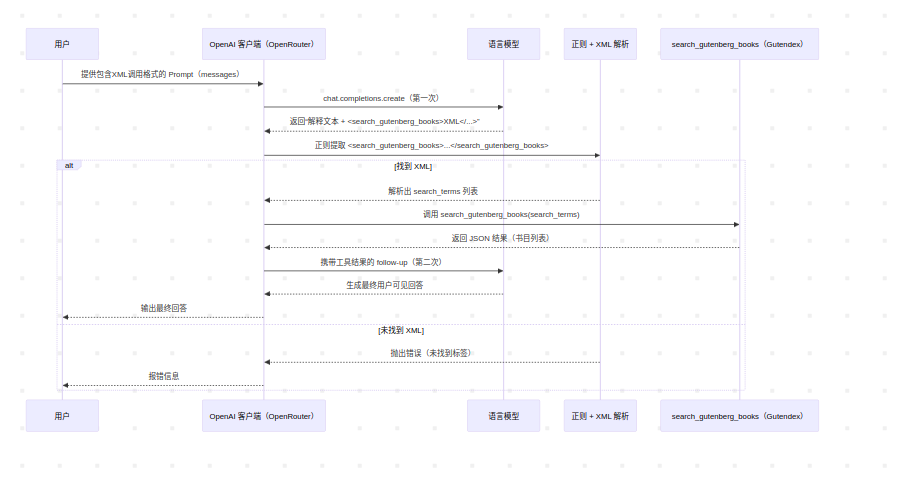 用户
OpenAI 客户端（OpenRouter）
语言模型
正则 + XML 解析
search_gutenberg_books（Gutendex）
提供包含XML调用格式的 Prompt（messages）
chat.completions.create（第一次）
返回“解释文本 + <search_gutenberg_books>XML</...>”
正则提取 <search_gutenberg_books>...</search_gutenberg_books>
alt
[找到 XML]
解析出 search_terms 列表
调用 search_gutenberg_books(search_terms)
返回 JSON 结果（书目列表）
携带工具结果的 follow-up（第二次）
生成最终用户可见回答
输出最终回答
[未找到 XML]
抛出错误（未找到标签）
报错信息
用户
OpenAI 客户端（OpenRouter）
语言模型
正则 + XML 解析
search_gutenberg_books（Gutendex）